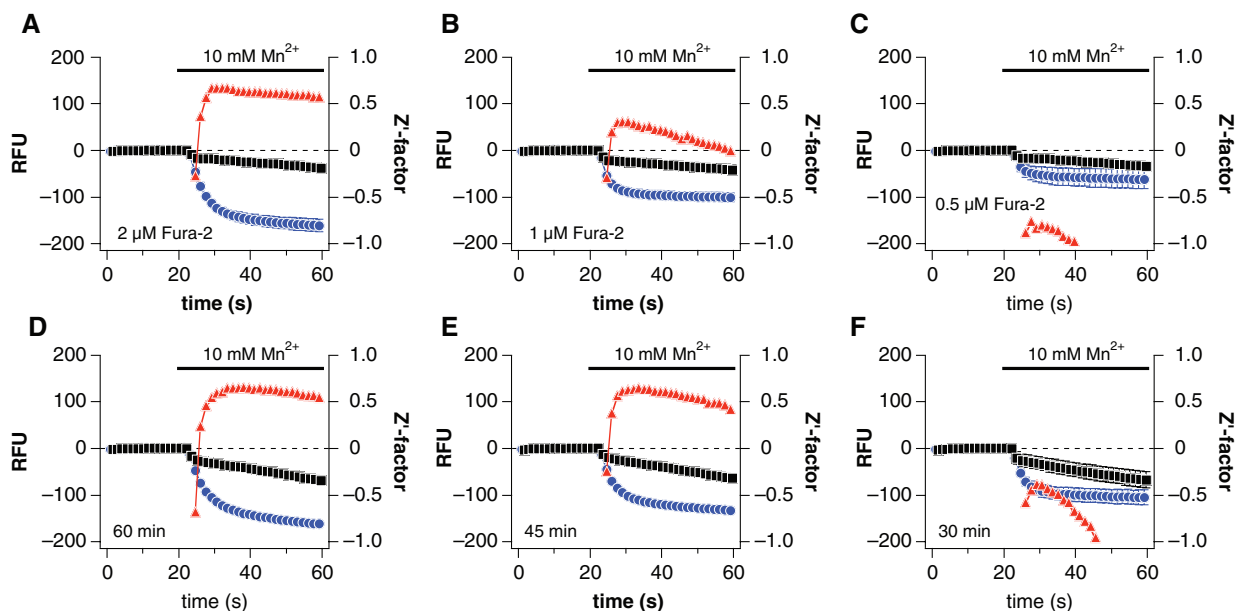 A
10 mM Mn²⁺
200
100
0
−100
−200
RFU
1.0
0.5
0
−0.5
−1.0
Z'-factor
2 µM Fura-2
0
20
40
60
time (s)
B
10 mM Mn²⁺
200
100
0
−100
−200
RFU
1.0
0.5
0
−0.5
−1.0
Z'-factor
1 µM Fura-2
0
20
40
60
time (s)
C
10 mM Mn²⁺
200
100
0
−100
−200
RFU
1.0
0.5
0
−0.5
−1.0
Z'-factor
0.5 µM Fura-2
0
20
40
60
time (s)
D
10 mM Mn²⁺
200
100
0
−100
−200
RFU
1.0
0.5
0
−0.5
−1.0
Z'-factor
60 min
0
20
40
60
time (s)
E
10 mM Mn²⁺
200
100
0
−100
−200
RFU
1.0
0.5
0
−0.5
−1.0
Z'-factor
45 min
0
20
40
60
time (s)
F
10 mM Mn²⁺
200
100
0
−100
−200
RFU
1.0
0.5
0
−0.5
−1.0
Z'-factor
30 min
0
20
40
60
time (s)